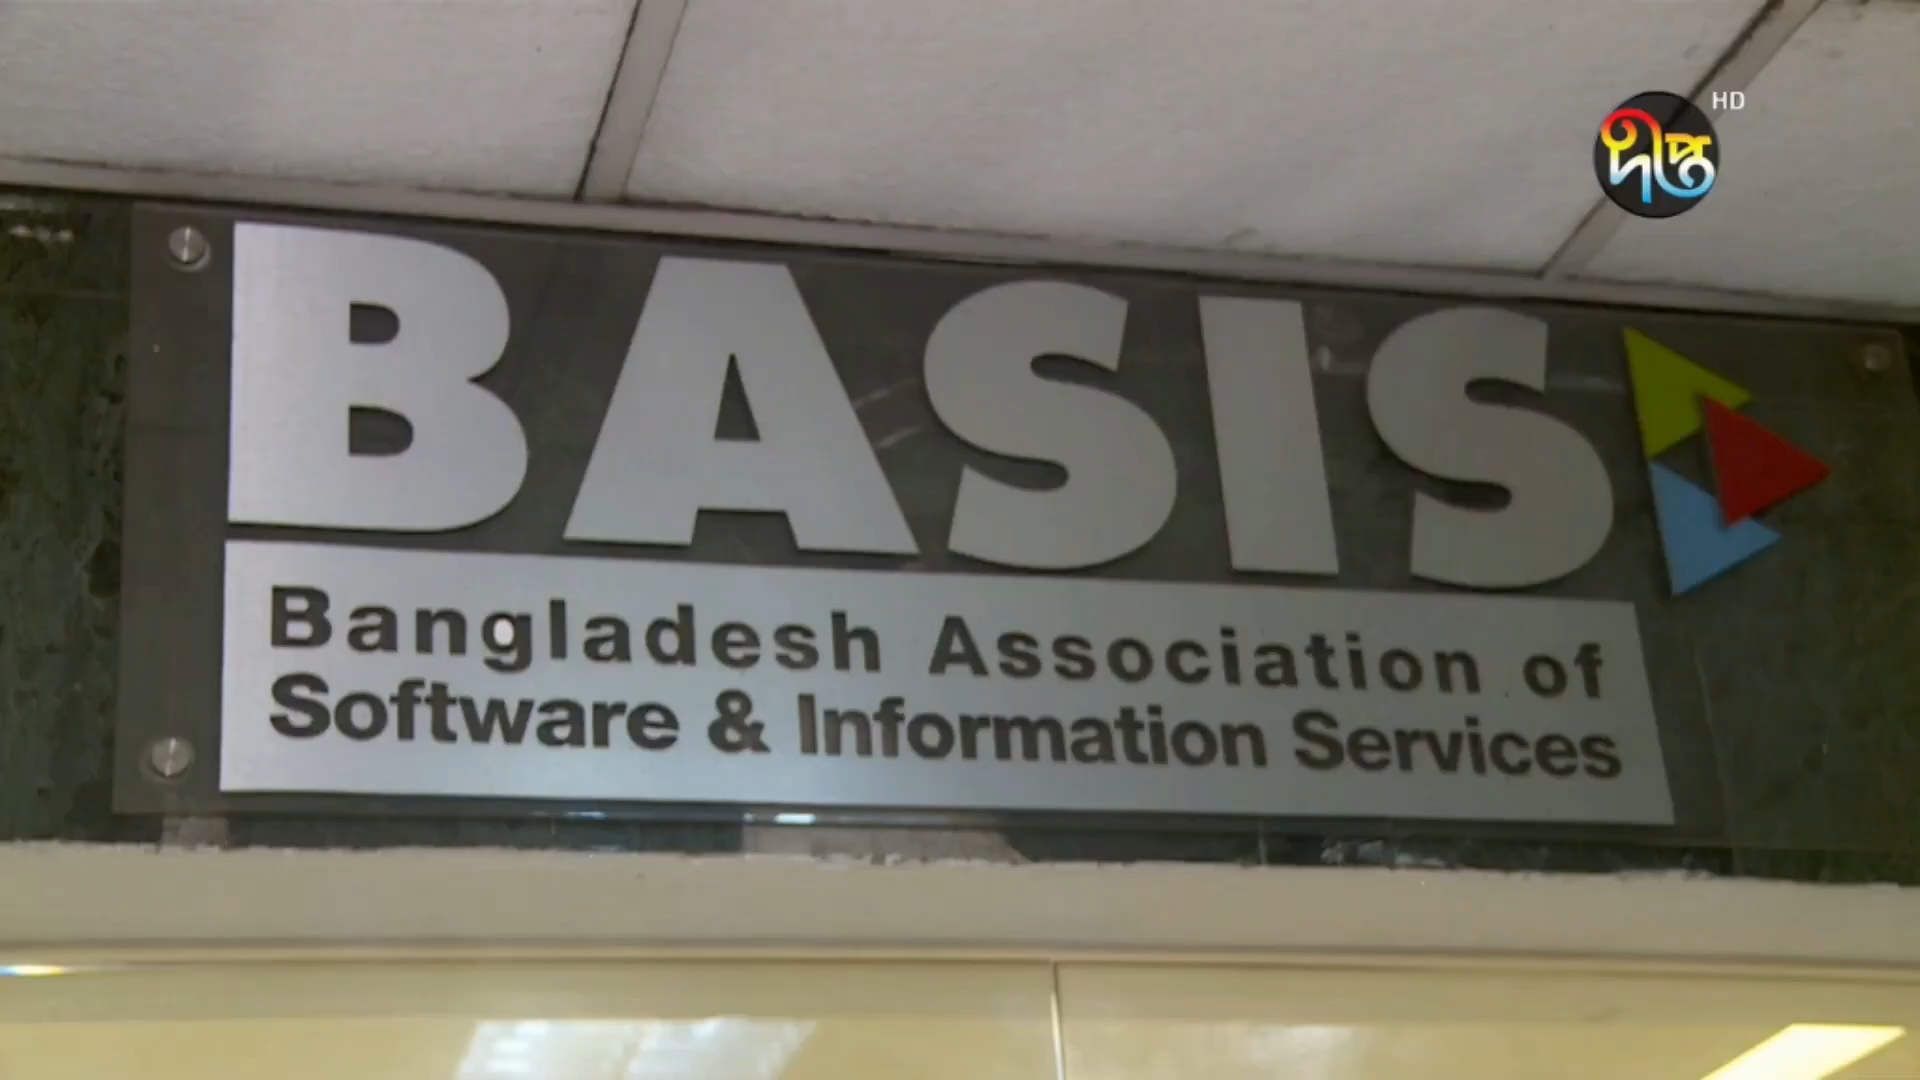 দীপ্ত
HD
BASIS
Bangladesh Association of
Software & Information Services